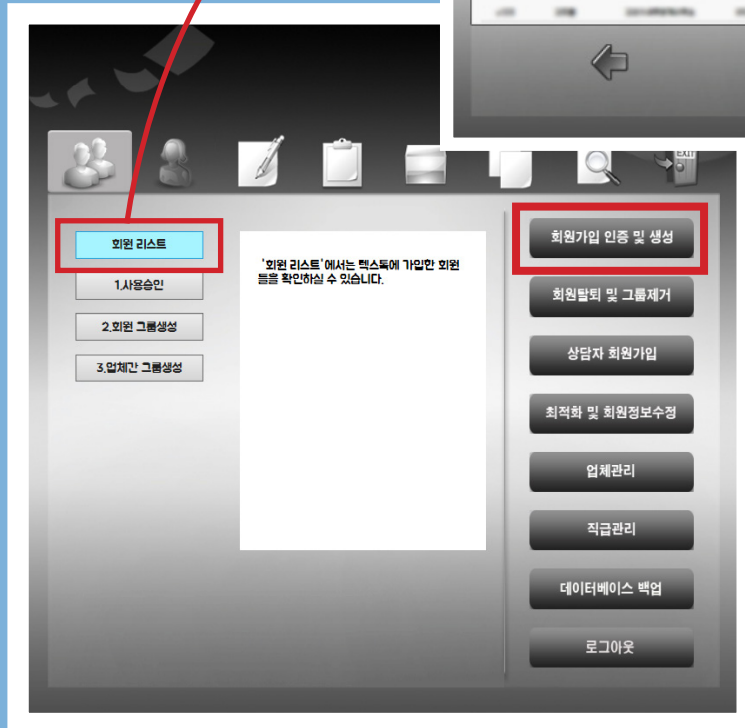 EXIT
회원 리스트
1.사용승인
2.회원 그룹생성
3.업체간 그룹생성
'회원 리스트'에서는 텍스톡에 가입한 회원
들을 확인하실 수 있습니다.
회원가입 인증 및 생성
회원탈퇴 및 그룹제거
상담자 회원가입
최적화 및 회원정보수정
업체관리
직급관리
데이터베이스 백업
로그아웃